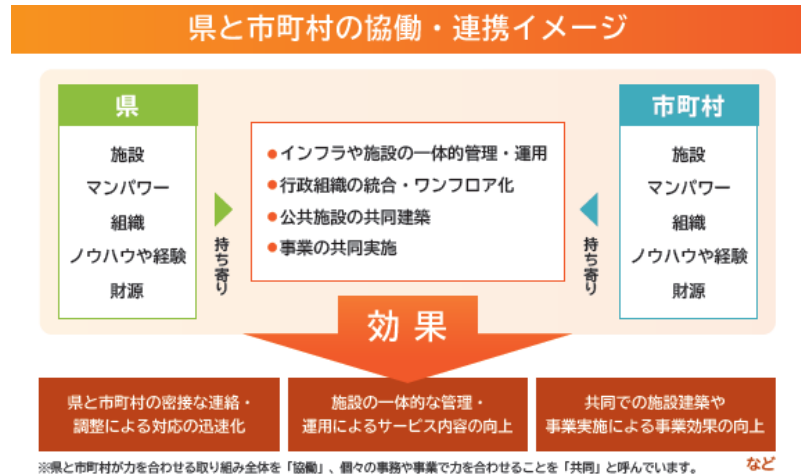 県と市町村の協働・連携イメージ
県
施設
マンパワー
組織
ノウハウや経験
財源
持ち寄り
●インフラや施設の一体的管理・運用
●行政組織の統合・ワンフロア化
●公共施設の共同建築
●事業の共同実施
持ち寄り
市町村
施設
マンパワー
組織
ノウハウや経験
財源
効果
県と市町村の密接な連絡・
調整による対応の迅速化
施設の一体的な管理・
運用によるサービス内容の向上
共同での施設建築や
事業実施による事業効果の向上
など
※県と市町村が力を合わせる取り組み全体を「協働」、個々の事務や事業で力を合わせることを「共同」と呼んでいます。